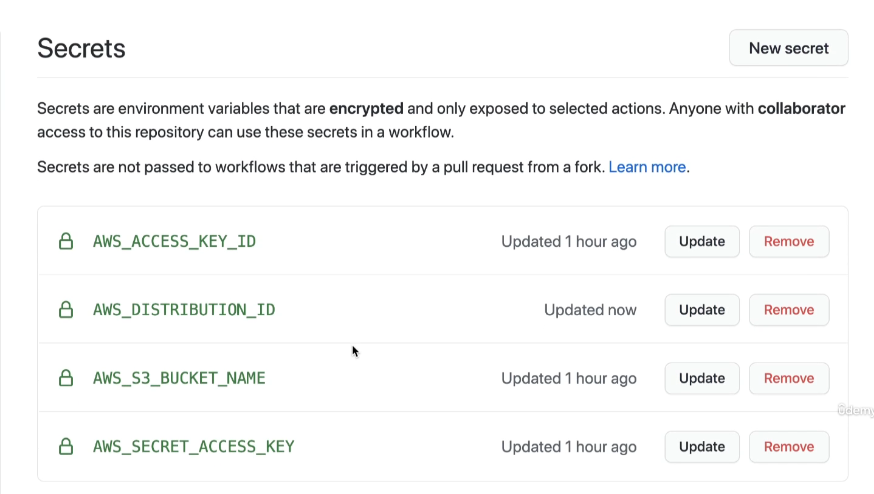 Secrets
New secret
Secrets are environment variables that are encrypted and only exposed to selected actions. Anyone with collaborator
access to this repository can use these secrets in a workflow.
Secrets are not passed to workflows that are triggered by a pull request from a fork. Learn more.
AWS_ACCESS_KEY_ID Updated 1 hour ago Update Remove
AWS_DISTRIBUTION_ID Updated now Update Remove
AWS_S3_BUCKET_NAME Updated 1 hour ago Update Remove
ûdemy
AWS_SECRET_ACCESS_KEY Updated 1 hour ago Update Remove